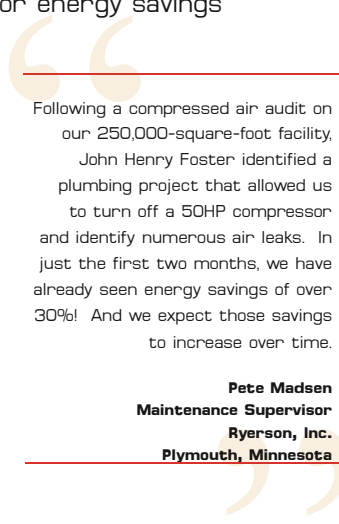 or energy savings
Following a compressed air audit on
our 250,000-square-foot facility,
John Henry Foster identified a
plumbing project that allowed us
to turn off a 50HP compressor
and identify numerous air leaks.  In
just the first two months, we have
already seen energy savings of over
30%!  And we expect those savings
to increase over time.
Pete Madsen
Maintenance Supervisor
Ryerson, Inc.
Plymouth, Minnesota